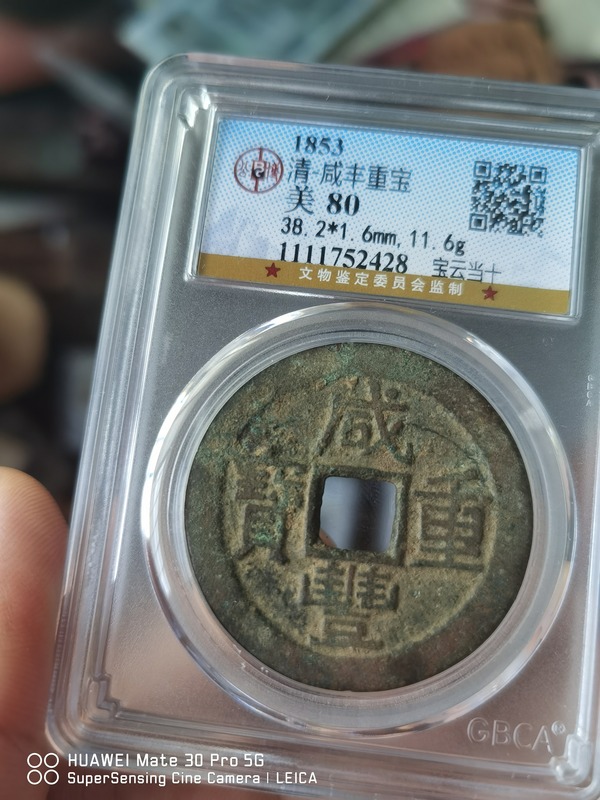 1853
清-咸丰重宝
美 80
38.2*1.6mm, 11.6g
1111752428 宝云当十
★ 文物鉴定委员会监制 ★
咸
寶 重
豐
GBCA®
GBCA
HUAWEI Mate 30 Pro 5G
SuperSensing Cine Camera | LEICA